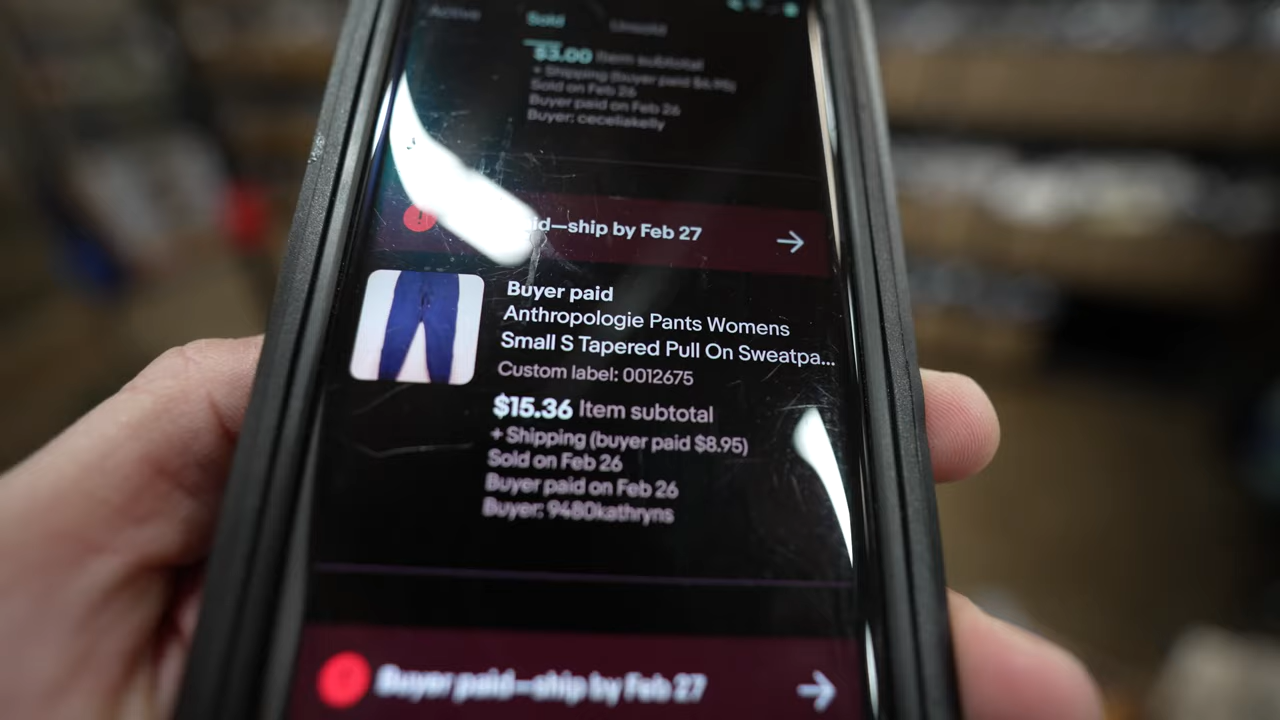 Active Sold Unsold
$3.00 Item subtotal
+ Shipping (buyer paid $6.95)
Sold on Feb 26
Buyer paid on Feb 26
Buyer: ceceliakelly
id—ship by Feb 27
Buyer paid
Anthropologie Pants Womens
Small S Tapered Pull On Sweatpa...
Custom label: 0012675
$15.36 Item subtotal
+ Shipping (buyer paid $8.95)
Sold on Feb 26
Buyer paid on Feb 26
Buyer: 9480kathryns
Buyer paid—ship by Feb 27